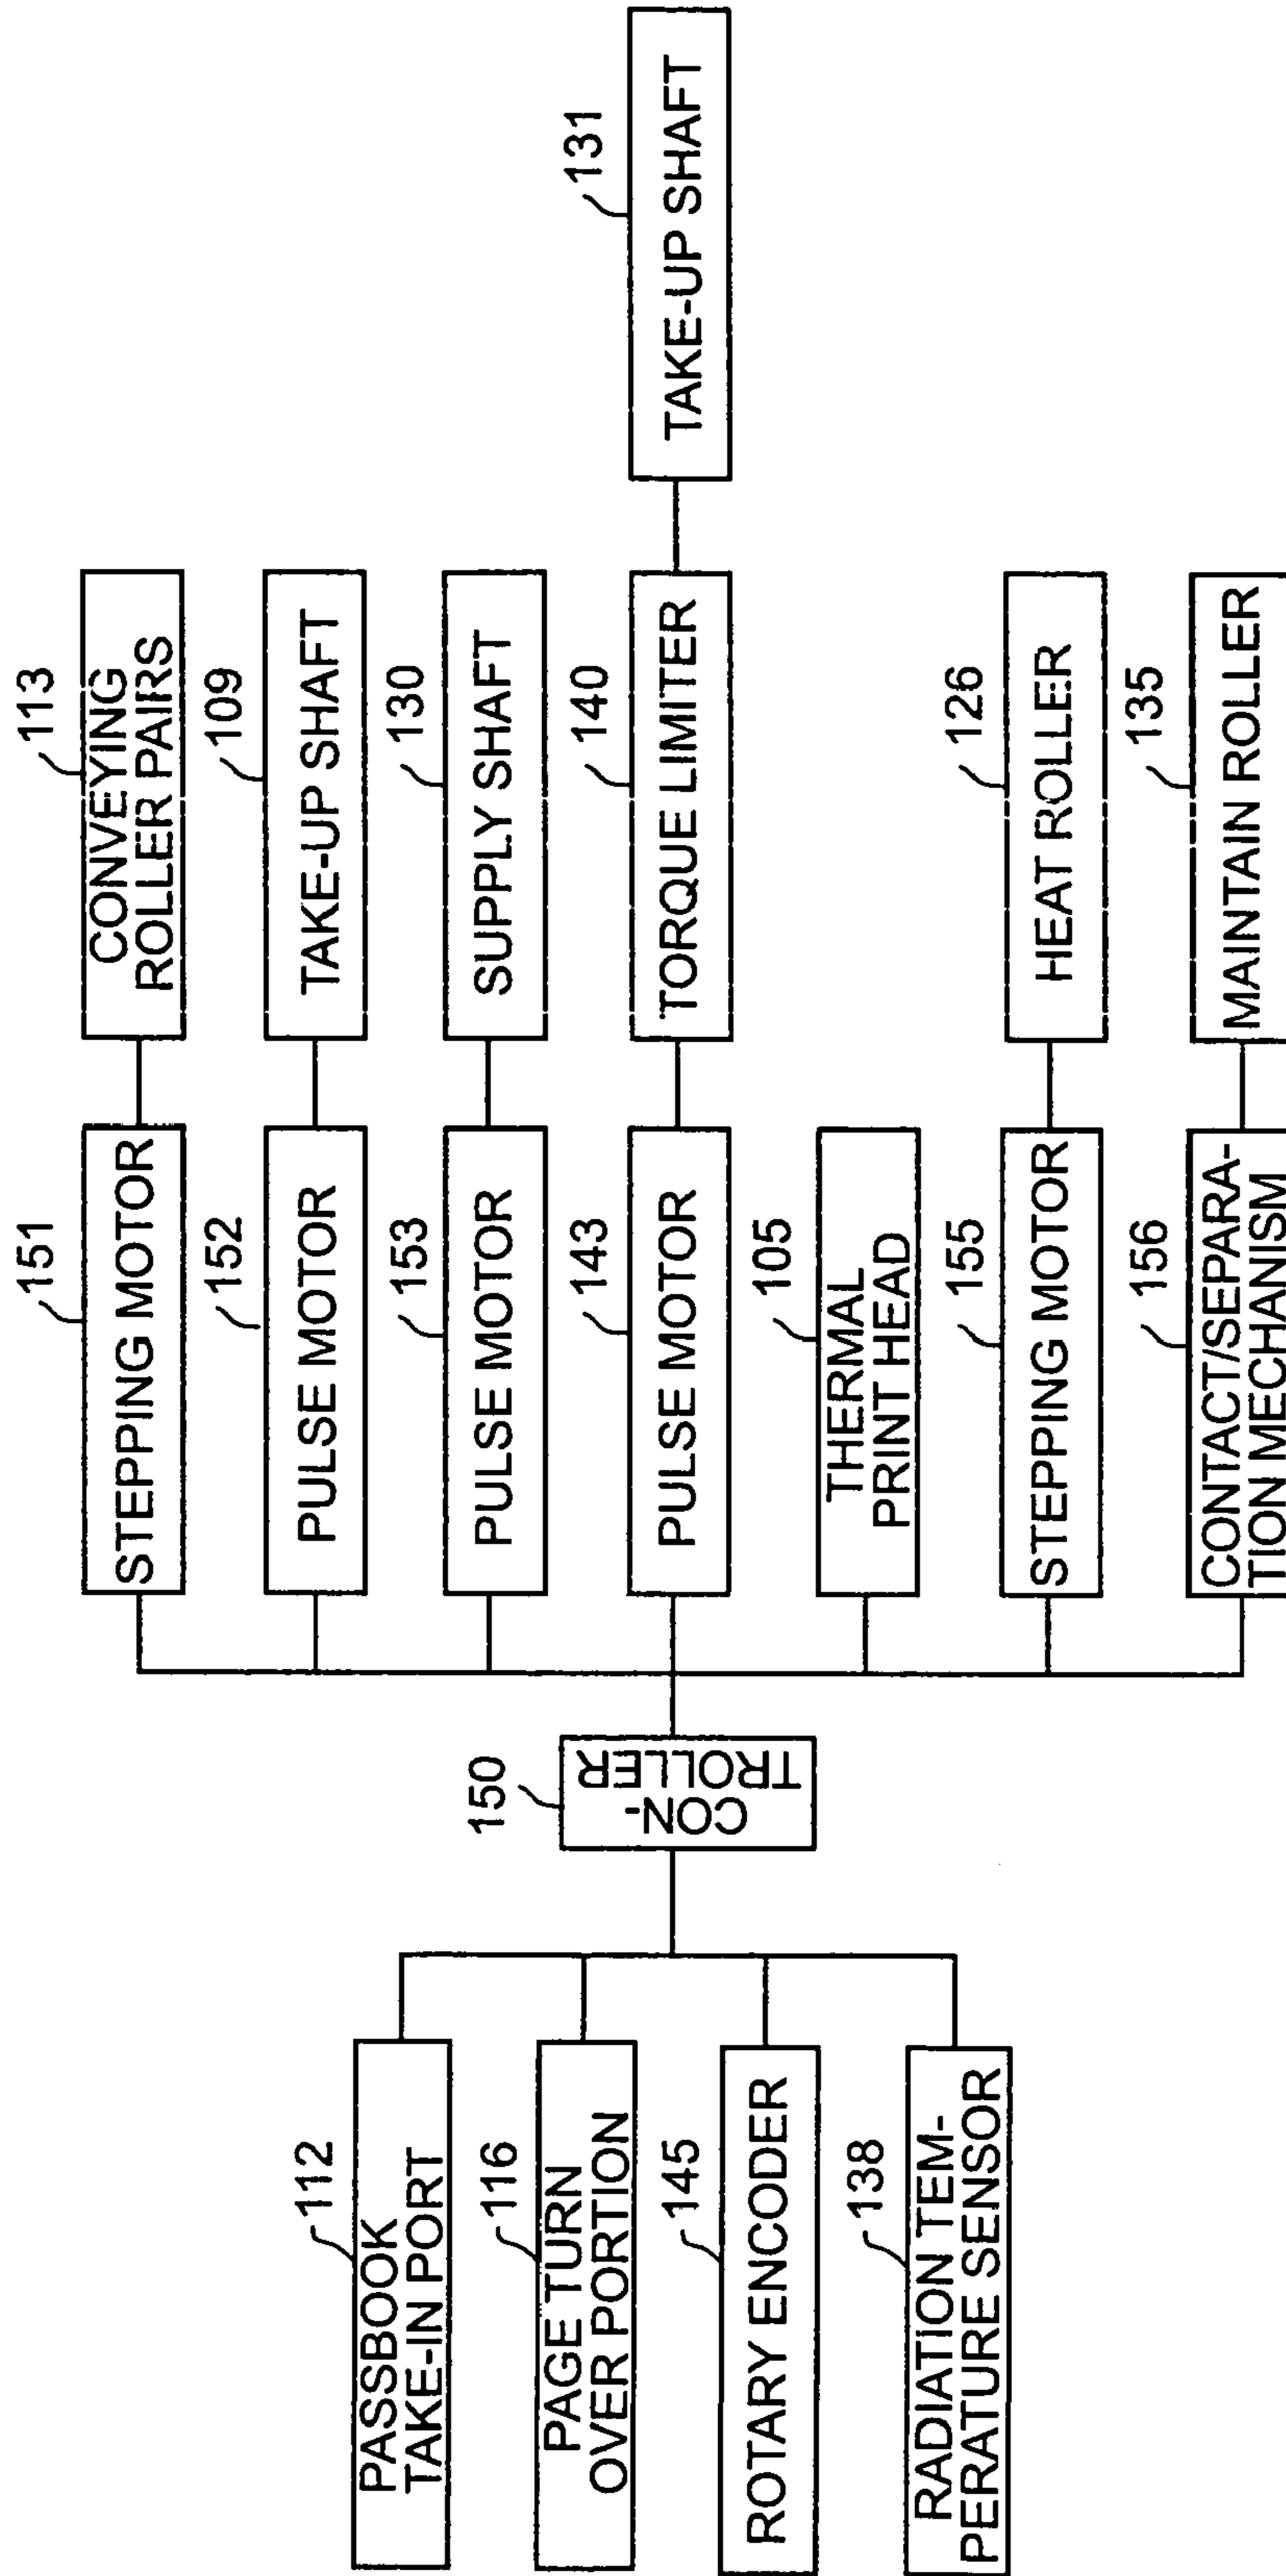 112
PASSBOOK
TAKE-IN PORT
116
PAGE TURN
OVER PORTION
145
ROTARY ENCODER
138
RADIATION TEM-
PERATURE SENSOR
150
CON-
TROLLER
151
STEPPING MOTOR
113
CONVEYING
ROLLER PAIRS
152
PULSE MOTOR
109
TAKE-UP SHAFT
153
PULSE MOTOR
130
SUPPLY SHAFT
143
PULSE MOTOR
140
TORQUE LIMITER
131
TAKE-UP SHAFT
105
THERMAL
PRINT HEAD
155
STEPPING MOTOR
126
HEAT ROLLER
156
CONTACT/SEPARA-
TION MECHANISM
135
MAINTAIN ROLLER